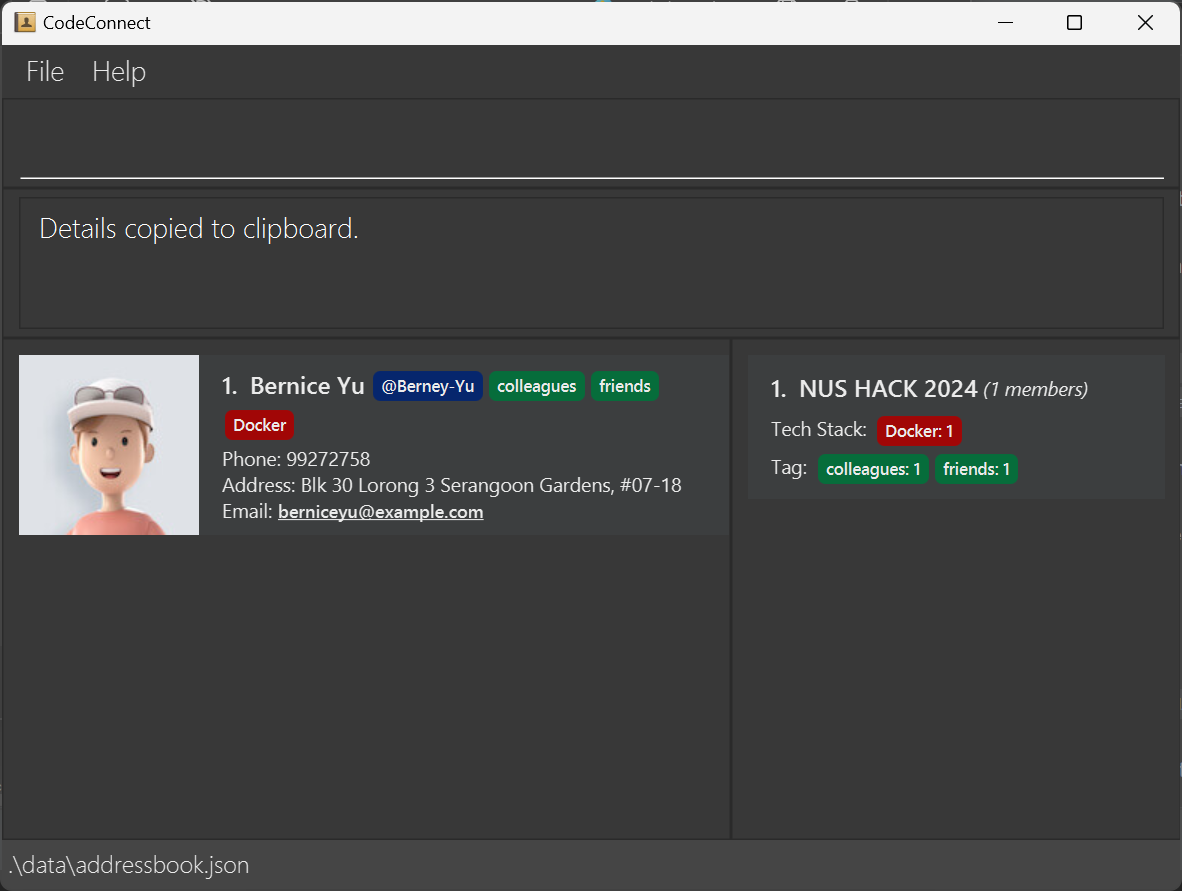 CodeConnect
File Help
Details copied to clipboard.
1. Bernice Yu @Berney-Yu colleagues friends
Docker
Phone: 99272758
Address: Blk 30 Lorong 3 Serangoon Gardens, #07-18
Email: berniceyu@example.com
1. NUS HACK 2024 (1 members)
Tech Stack: Docker: 1
Tag: colleagues: 1 friends: 1
.\data\addressbook.json